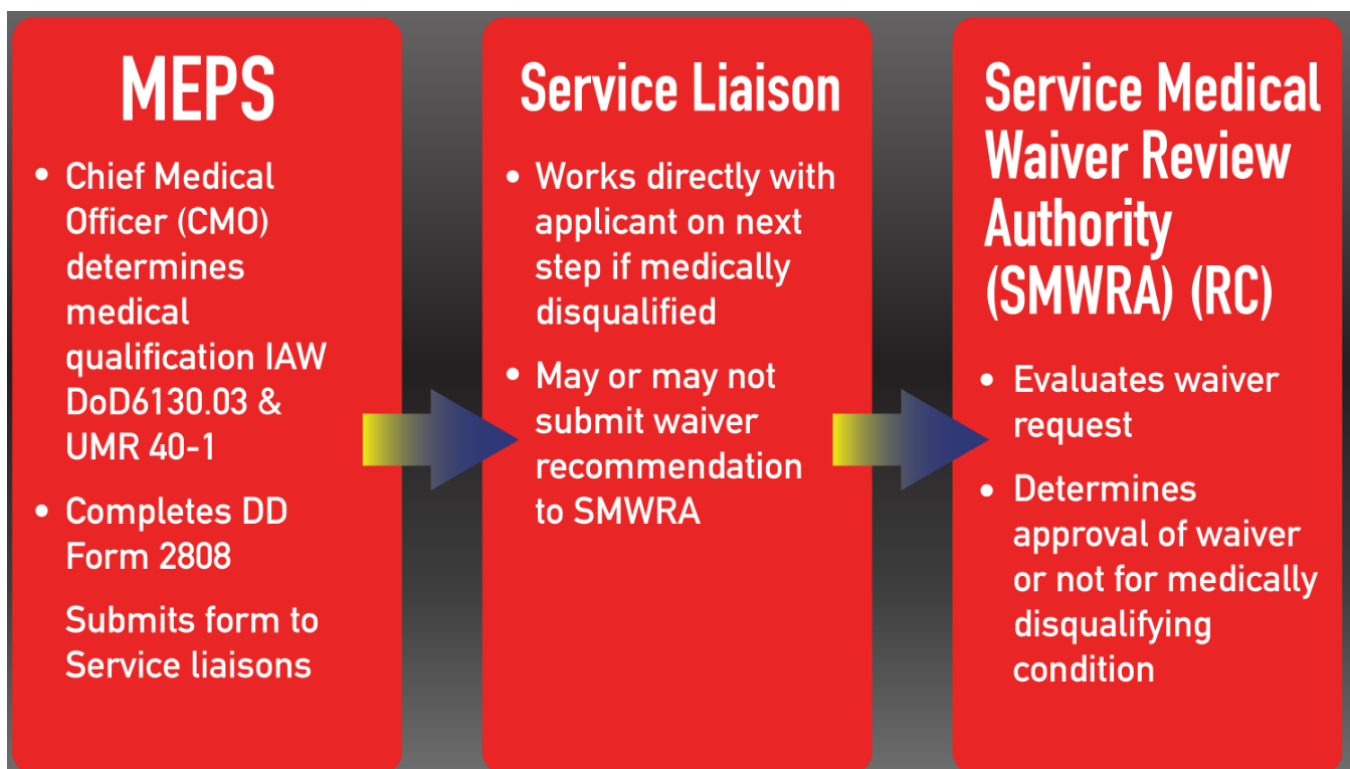 MEPS
• Chief Medical
Officer (CMO)
determines
medical
qualification IAW
DoD6130.03 &
UMR 40-1
• Completes DD
Form 2808
Submits form to
Service liaisons
Service Liaison
• Works directly with
applicant on next
step if medically
disqualified
• May or may not
submit waiver
recommendation
to SMWRA
Service Medical
Waiver Review
Authority
(SMWRA) (RC)
• Evaluates waiver
request
• Determines
approval of waiver
or not for medically
disqualifying
condition